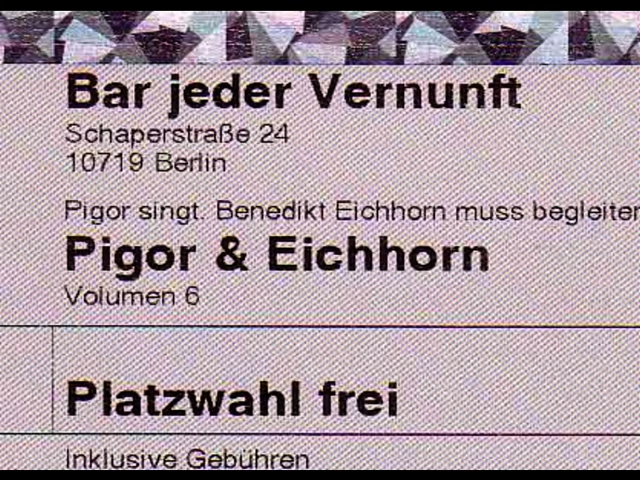 Bar jeder Vernunft
Schaperstraße 24
10719 Berlin
Pigor singt. Benedikt Eichhorn muss begleiten
Pigor & Eichhorn
Volumen 6
Platzwahl frei
Inklusive Gebühren